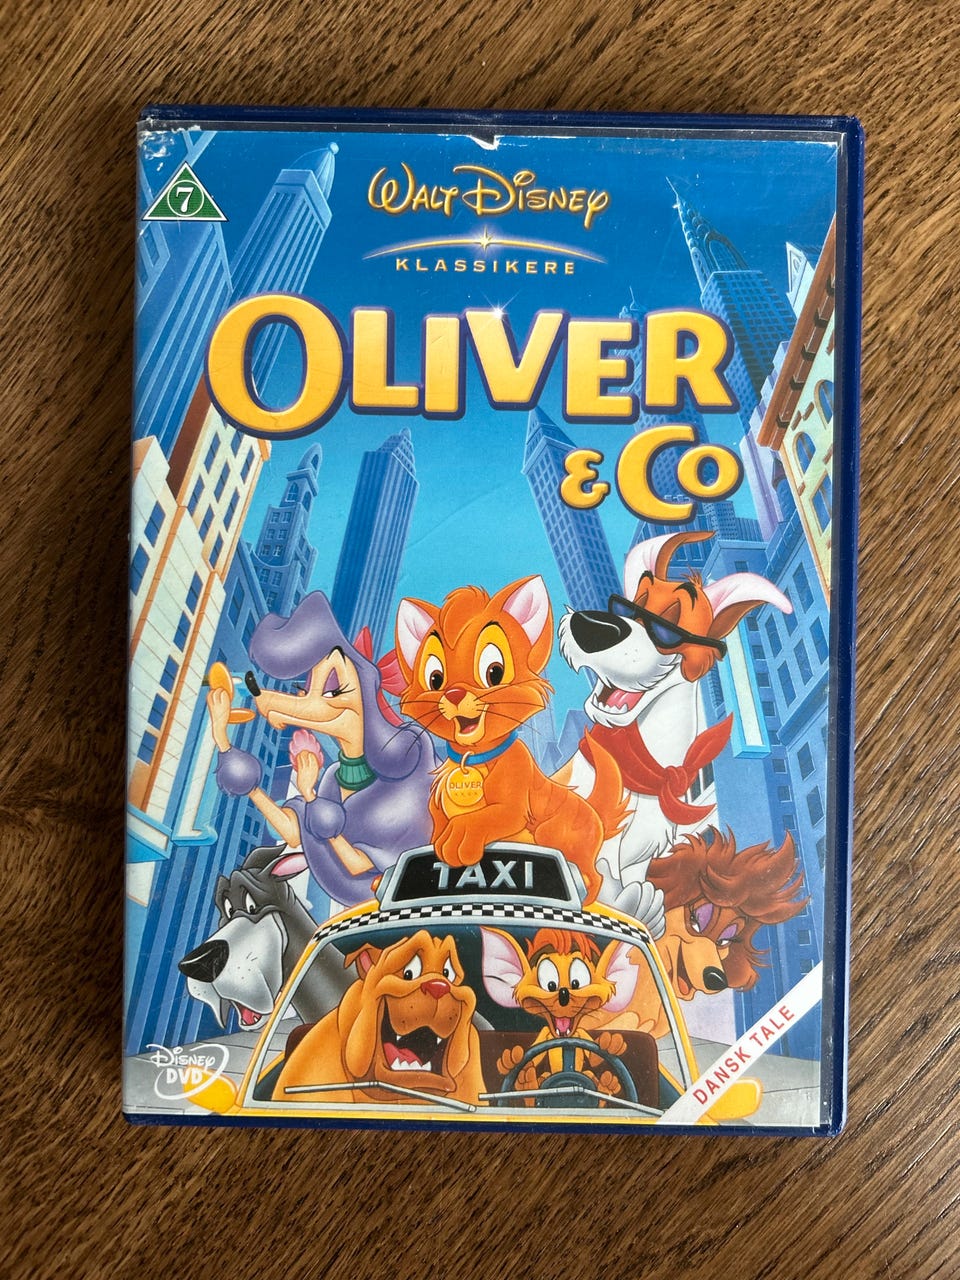 7
WALT DISNEY
KLASSIKERE
OLIVER
& CO
OLIVER
TAXI
DANSK TALE
DISNEY
DVD